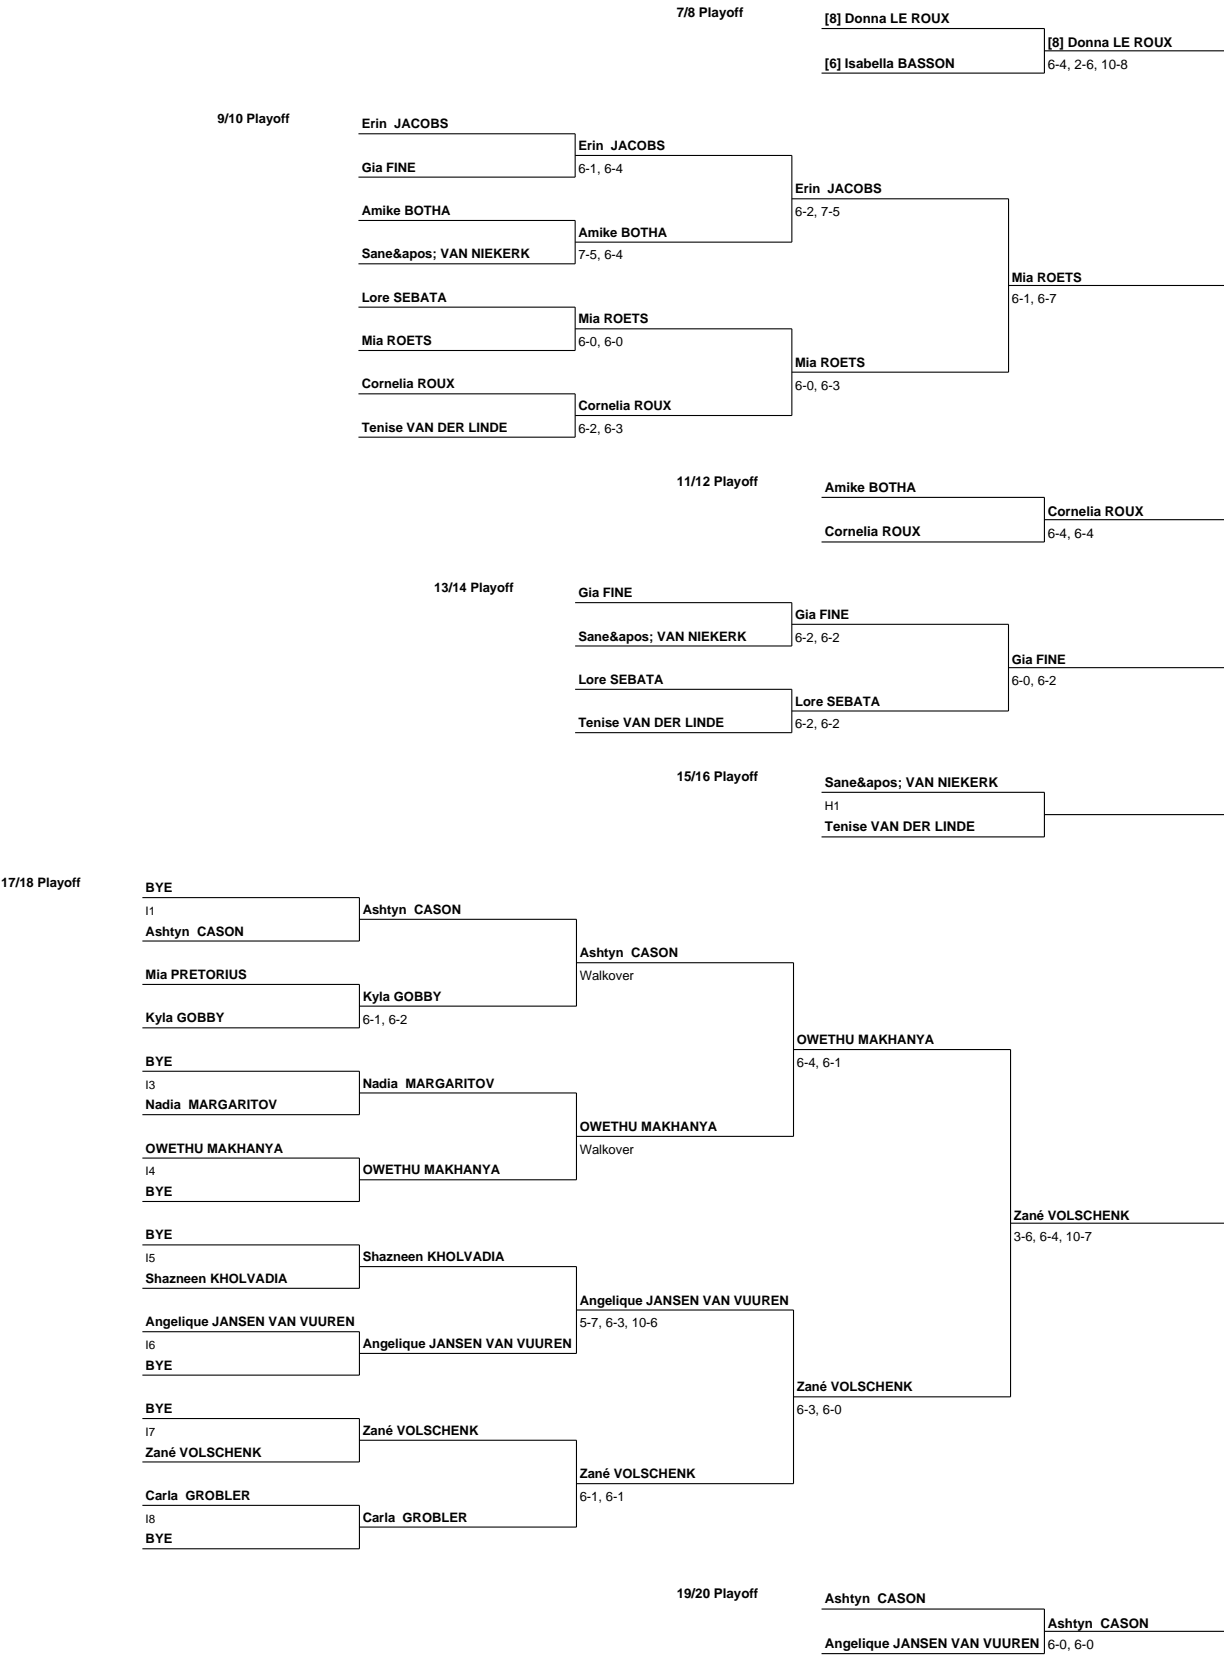 7/8 Playoff
[8] Donna LE ROUX
[8] Donna LE ROUX
[6] Isabella BASSON
6-4, 2-6, 10-8
9/10 Playoff
Erin JACOBS
Erin JACOBS
Gia FINE
6-1, 6-4
Erin JACOBS
Amike BOTHA
6-2, 7-5
Amike BOTHA
Sane&apos; VAN NIEKERK
7-5, 6-4
Mia ROETS
Lore SEBATA
6-1, 6-7
Mia ROETS
Mia ROETS
6-0, 6-0
Mia ROETS
Cornelia ROUX
6-0, 6-3
Cornelia ROUX
Tenise VAN DER LINDE
6-2, 6-3
11/12 Playoff
Amike BOTHA
Cornelia ROUX
Cornelia ROUX
6-4, 6-4
13/14 Playoff
Gia FINE
Gia FINE
Sane&apos; VAN NIEKERK
6-2, 6-2
Gia FINE
Lore SEBATA
6-0, 6-2
Lore SEBATA
Tenise VAN DER LINDE
6-2, 6-2
15/16 Playoff
Sane&apos; VAN NIEKERK
H1
Tenise VAN DER LINDE
17/18 Playoff
BYE
I1
Ashtyn CASON
Ashtyn CASON
Ashtyn CASON
Mia PRETORIUS
Walkover
Kyla GOBBY
Kyla GOBBY
6-1, 6-2
OWETHU MAKHANYA
BYE
6-4, 6-1
I3
Nadia MARGARITOV
Nadia MARGARITOV
OWETHU MAKHANYA
OWETHU MAKHANYA
Walkover
I4
OWETHU MAKHANYA
BYE
Zané VOLSCHENK
BYE
3-6, 6-4, 10-7
I5
Shazneen KHOLVADIA
Shazneen KHOLVADIA
Angelique JANSEN VAN VUUREN
Angelique JANSEN VAN VUUREN
5-7, 6-3, 10-6
I6
Angelique JANSEN VAN VUUREN
BYE
Zané VOLSCHENK
BYE
6-3, 6-0
I7
Zané VOLSCHENK
Zané VOLSCHENK
Zané VOLSCHENK
Carla GROBLER
6-1, 6-1
I8
Carla GROBLER
BYE
19/20 Playoff
Ashtyn CASON
Ashtyn CASON
Angelique JANSEN VAN VUUREN
6-0, 6-0